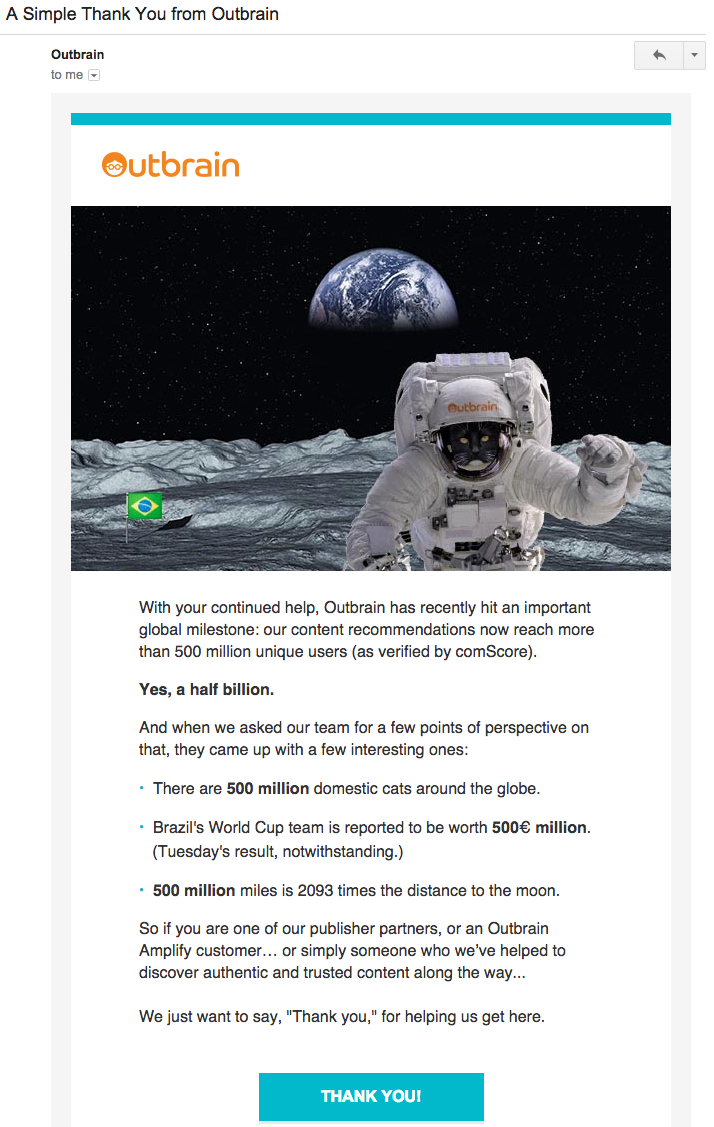 A Simple Thank You from Outbrain
Outbrain
to me
Outbrain
Outbrain
With your continued help, Outbrain has recently hit an important
global milestone: our content recommendations now reach more
than 500 million unique users (as verified by comScore).
Yes, a half billion.
And when we asked our team for a few points of perspective on
that, they came up with a few interesting ones:
· There are 500 million domestic cats around the globe.
· Brazil's World Cup team is reported to be worth 500€ million.
(Tuesday's result, notwithstanding.)
· 500 million miles is 2093 times the distance to the moon.
So if you are one of our publisher partners, or an Outbrain
Amplify customer… or simply someone who we’ve helped to
discover authentic and trusted content along the way...
We just want to say, "Thank you," for helping us get here.
THANK YOU!